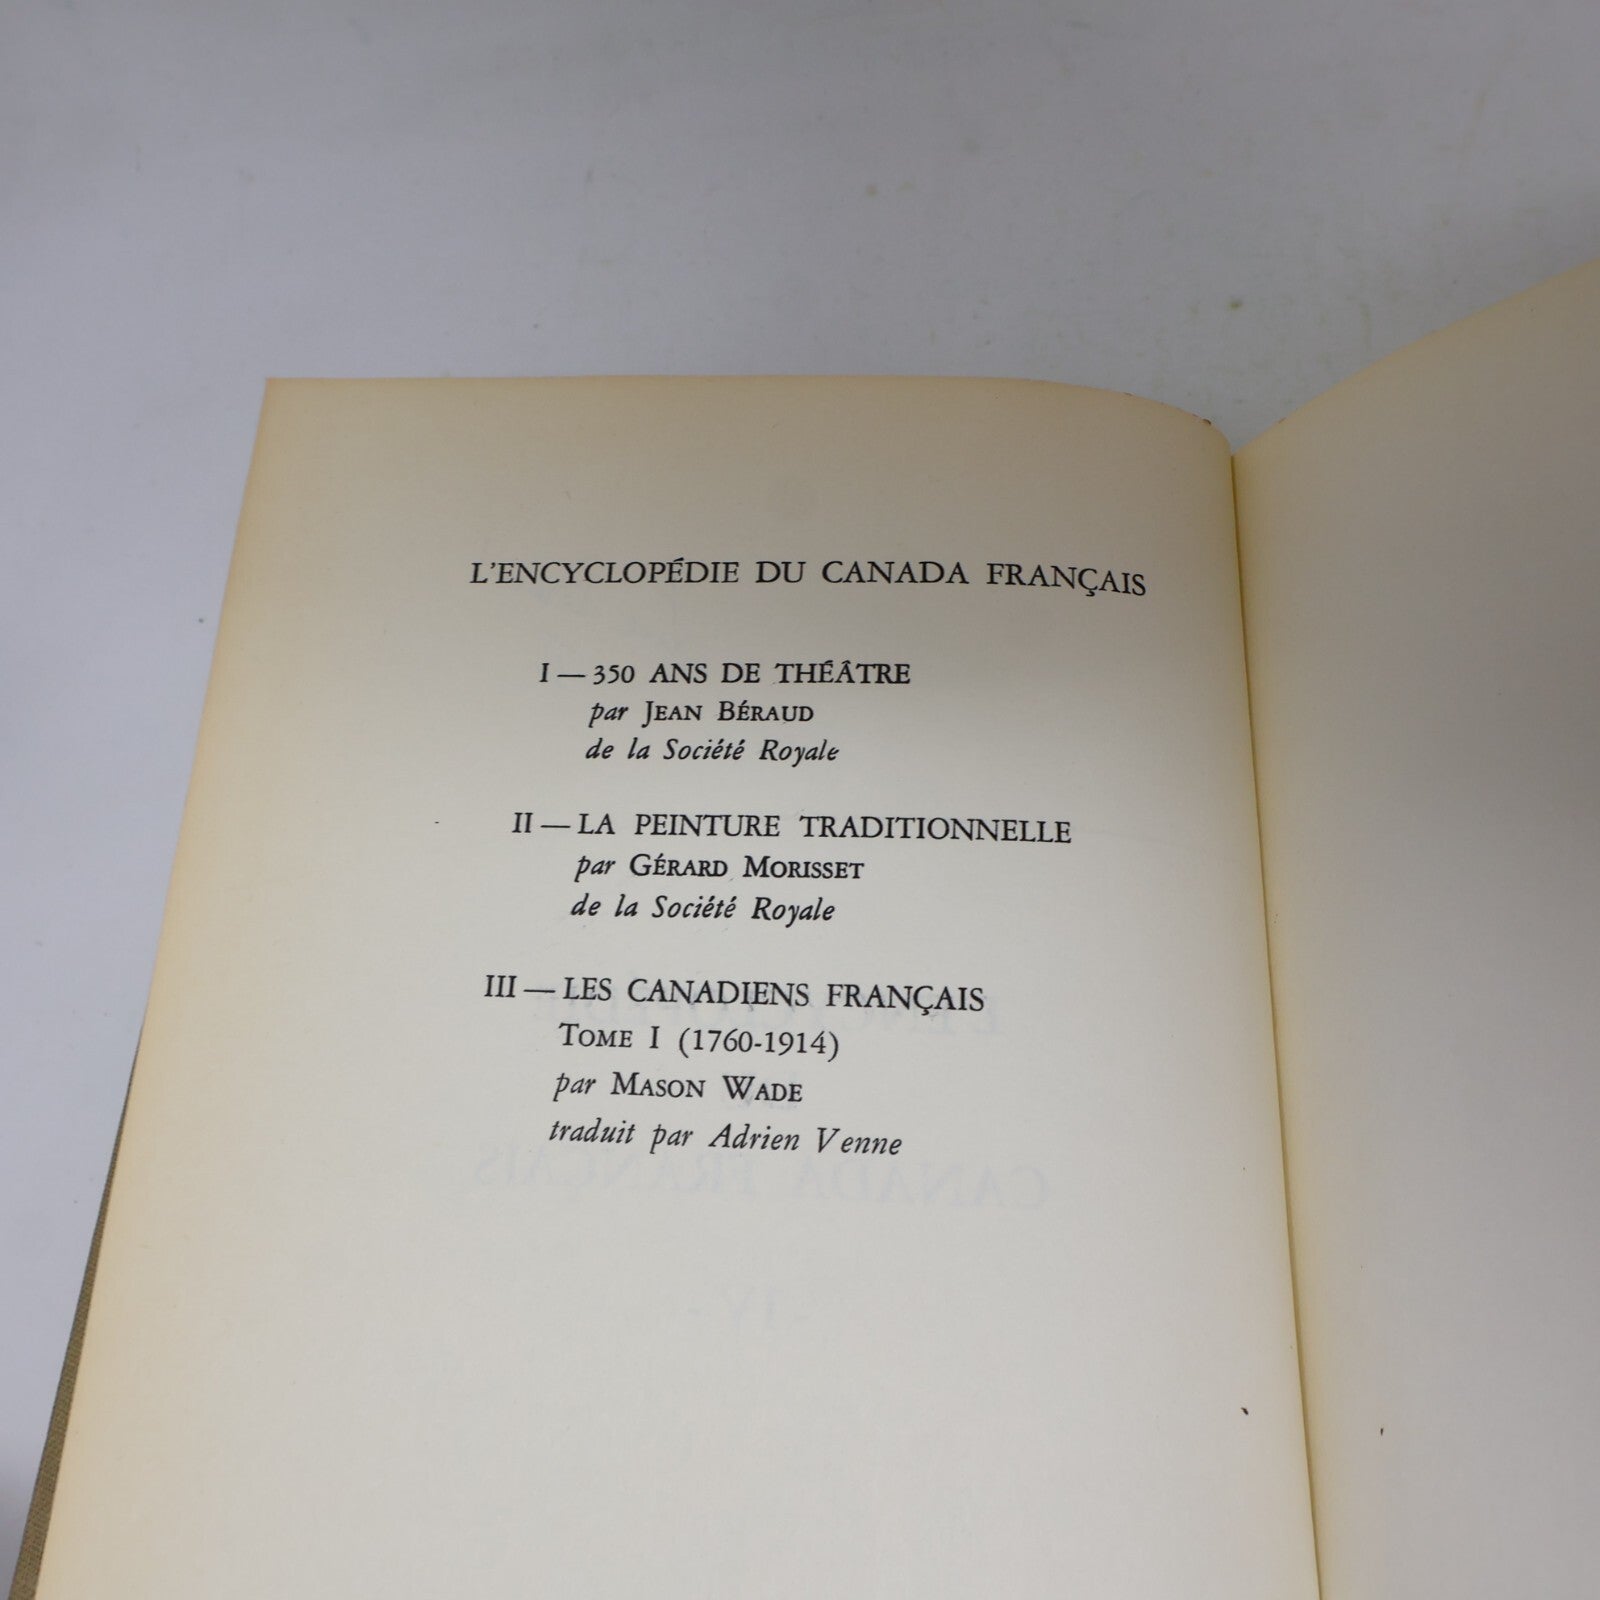 L'ENCYCLOPÉDIE DU CANADA FRANÇAIS
I — 350 ANS DE THÉÂTRE
par JEAN BÉRAUD
de la Société Royale
II — LA PEINTURE TRADITIONNELLE
par GÉRARD MORISSET
de la Société Royale
III — LES CANADIENS FRANÇAIS
TOME I (1760-1914)
par MASON WADE
traduit par Adrien Venne